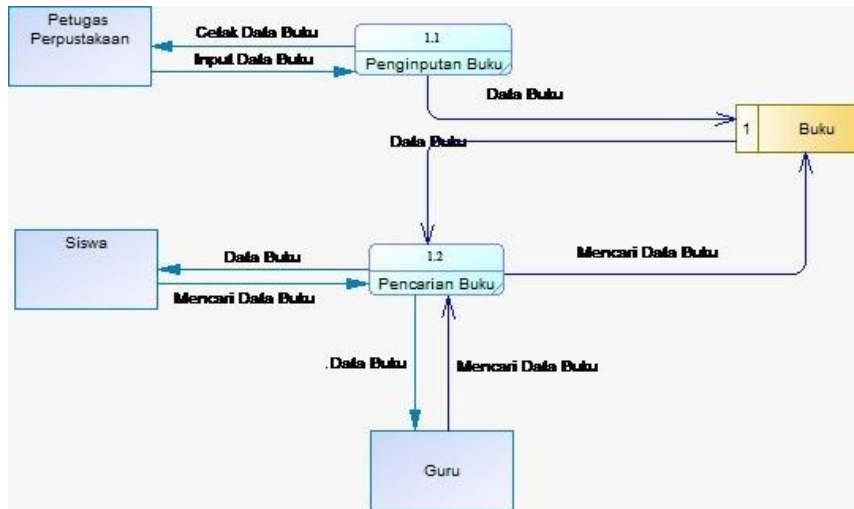 Petugas
Perpustakaan
Cetak Data Buku
Input Data Buku
1.1
Penginputan Buku
Data Buku
1
Buku
Data Buku
Siswa
Data Buku
Mencari Data Buku
1.2
Pencarian Buku
Mencari Data Buku
.Data Buku
Mencari Data Buku
Guru